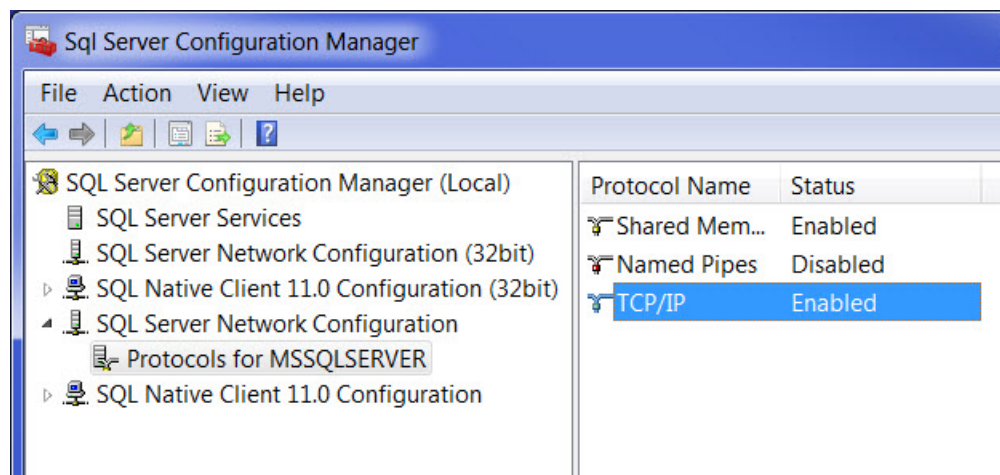 Sql Server Configuration Manager
File Action View Help
SQL Server Configuration Manager (Local)
SQL Server Services
SQL Server Network Configuration (32bit)
SQL Native Client 11.0 Configuration (32bit)
SQL Server Network Configuration
Protocols for MSSQLSERVER
SQL Native Client 11.0 Configuration
Protocol Name Status
Shared Mem... Enabled
Named Pipes Disabled
TCP/IP Enabled